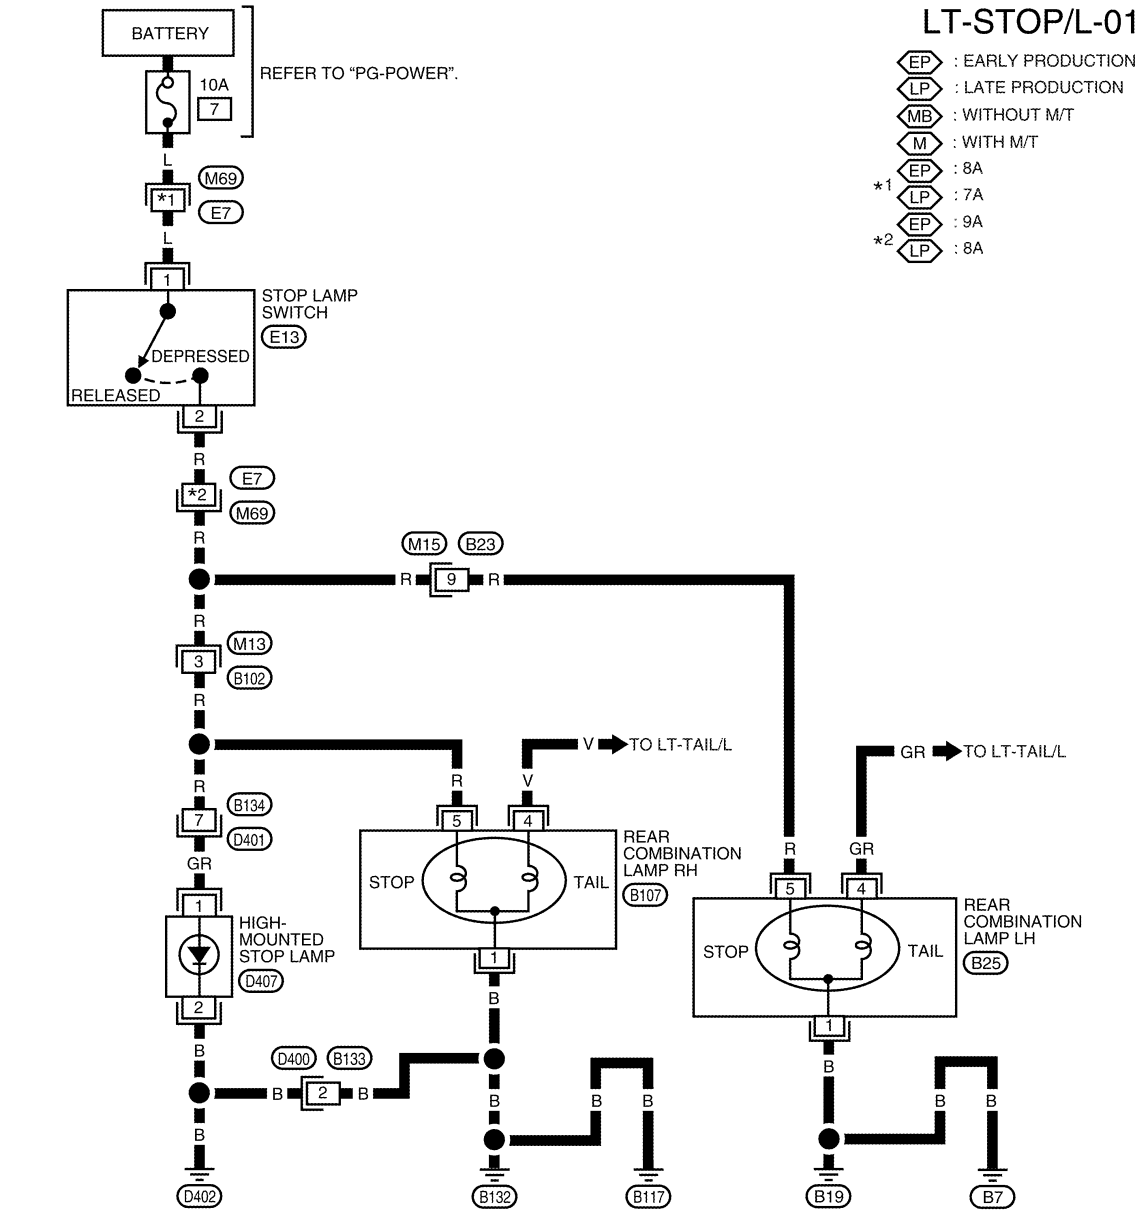 LT-STOP/L-01
EP : EARLY PRODUCTION
LP : LATE PRODUCTION
MB : WITHOUT M/T
M : WITH M/T
*1 EP : 8A
LP : 7A
*2 EP : 9A
LP : 8A
BATTERY
10A
7
REFER TO “PG-POWER”.
L
*1
M69
E7
L
1
STOP LAMP
SWITCH
E13
DEPRESSED
RELEASED
2
R
*2
E7
M69
R
M15 B23
R 9 R
R
3
M13
B102
R
V TO LT-TAIL/L
GR TO LT-TAIL/L
R
R
V
7
B134
D401
5
4
GR
REAR
COMBINATION
LAMP RH
B107
STOP
TAIL
R
GR
5
4
1
HIGH-
MOUNTED
STOP LAMP
D407
2
1
REAR
COMBINATION
LAMP LH
B25
STOP
TAIL
1
B
B
B
D400 B133
B 2 B
B
B
B
B
B
B
B
D402
B132
B117
B19
B7